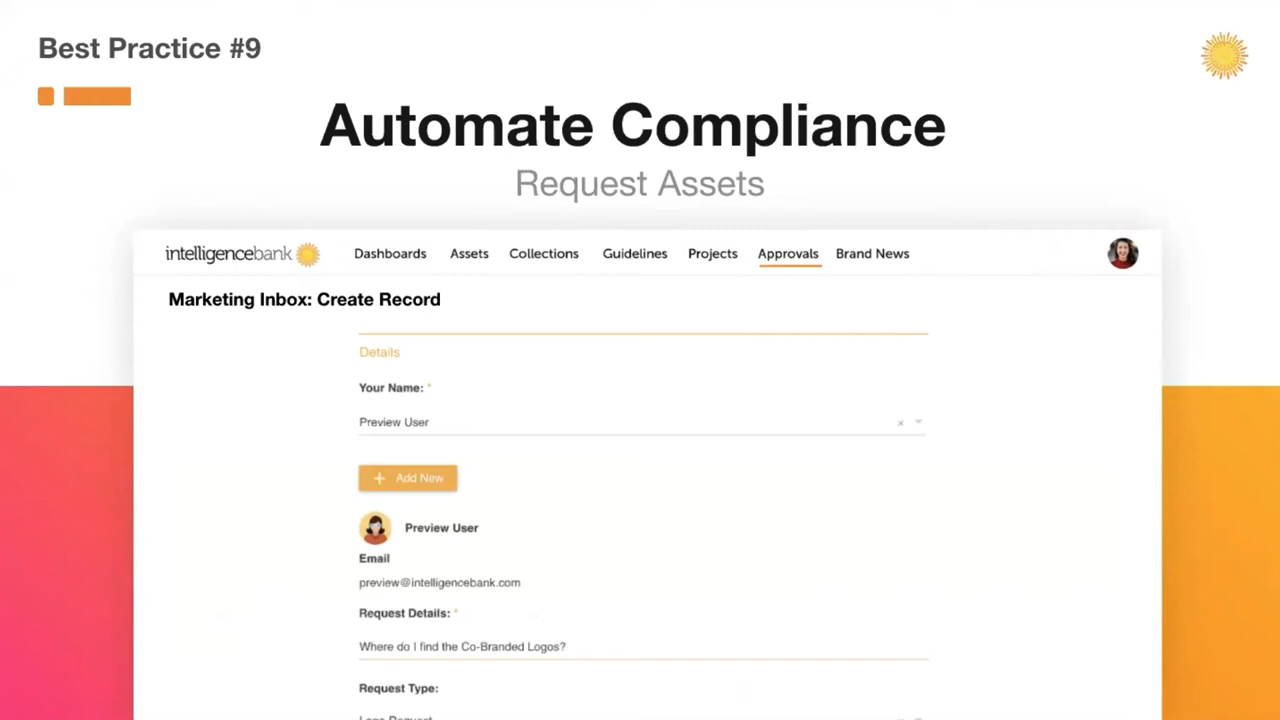 Best Practice #9
Automate Compliance
Request Assets
intelligencebank Dashboards Assets Collections Guidelines Projects Approvals Brand News
Marketing Inbox: Create Record
Details
Your Name: *
Preview User
+ Add New
Preview User
Email
preview@intelligencebank.com
Request Details: *
Where do I find the Co-Branded Logos?
Request Type:
Logo Request